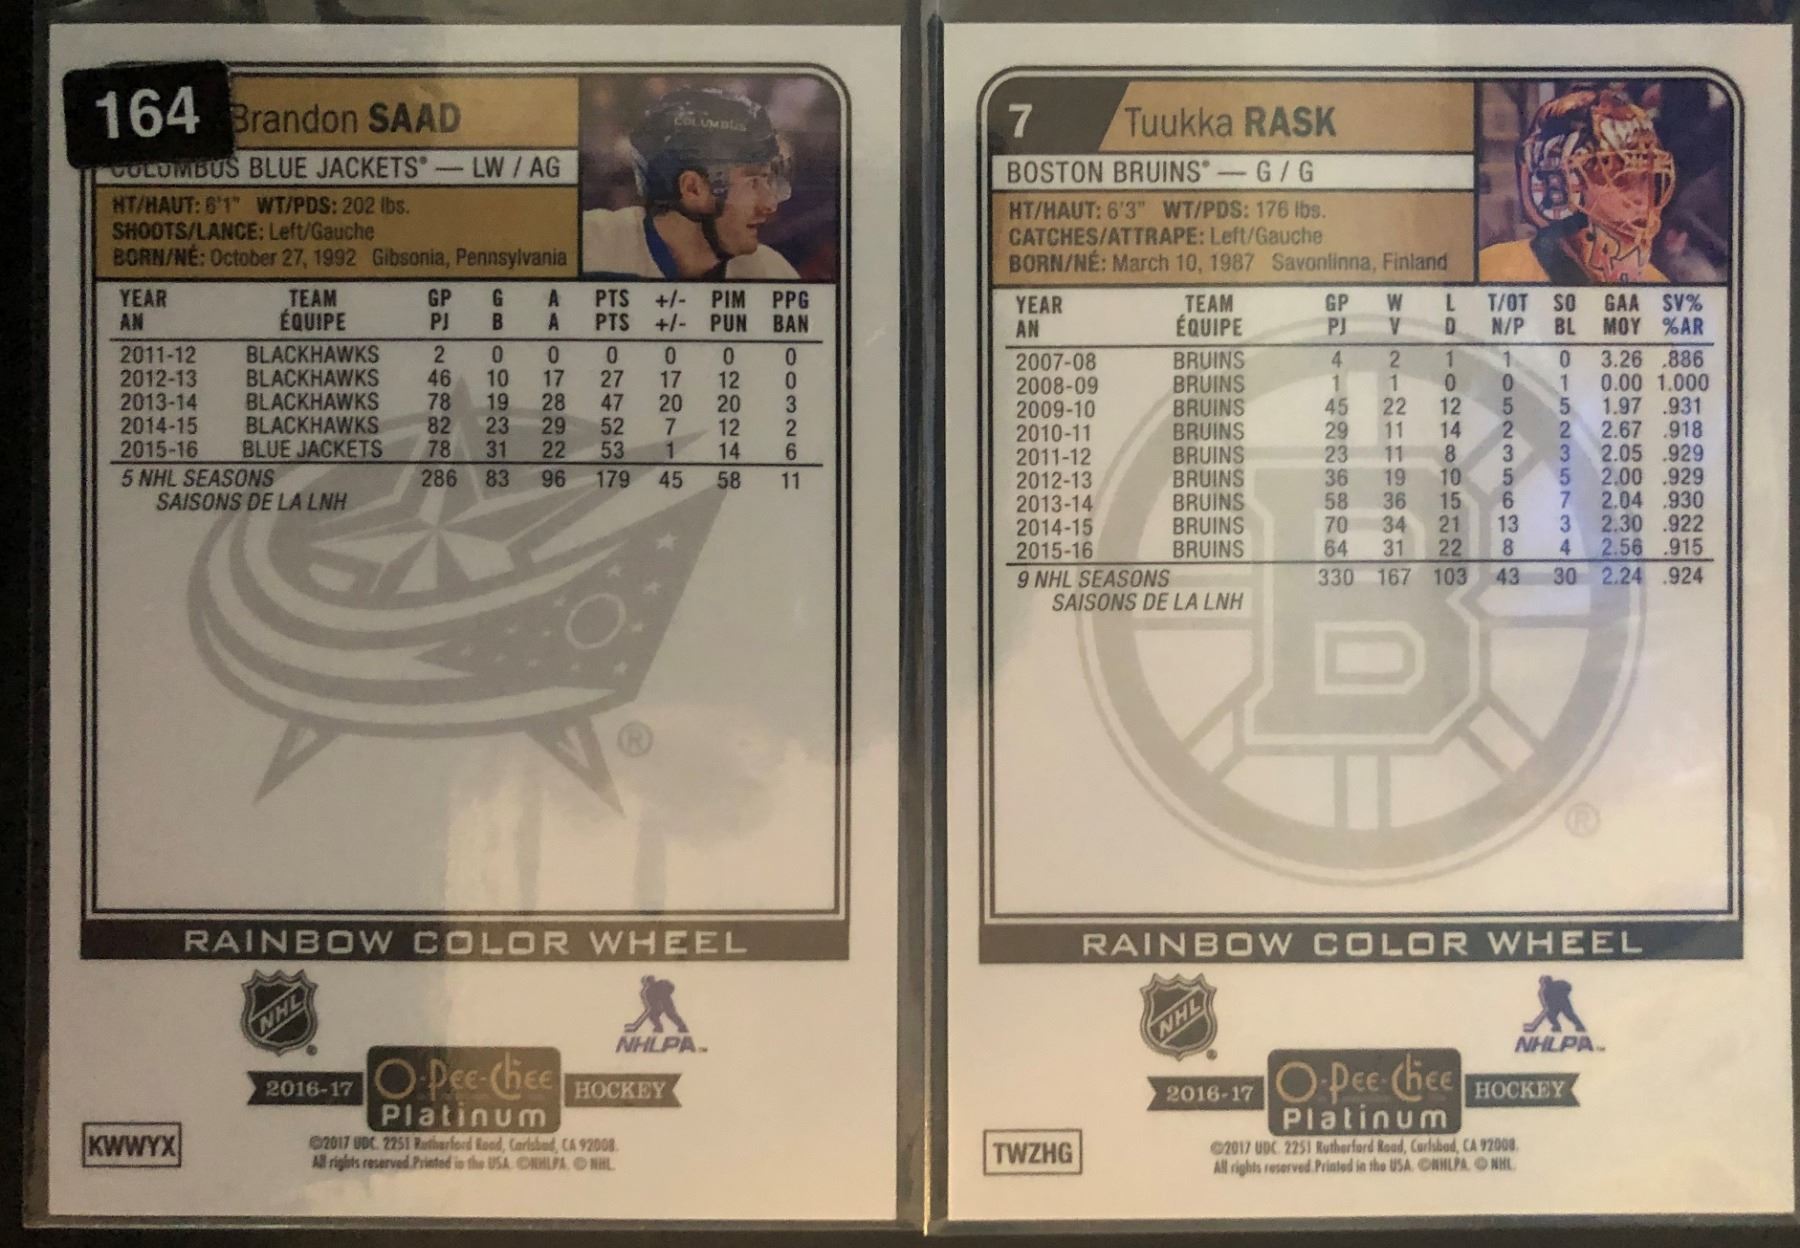 164
Brandon SAAD
COLUMBUS
COLUMBUS BLUE JACKETS® — LW / AG
HT/HAUT: 6'1" WT/PDS: 202 lbs.
SHOOTS/LANCE: Left/Gauche
BORN/NÉ: October 27, 1992 Gibsonia, Pennsylvania
YEAR TEAM GP G A PTS +/- PIM PPG
AN ÉQUIPE PJ B A PTS +/- PUN BAN
2011-12 BLACKHAWKS 2 0 0 0 0 0 0
2012-13 BLACKHAWKS 46 10 17 27 17 12 0
2013-14 BLACKHAWKS 78 19 28 47 20 20 3
2014-15 BLACKHAWKS 82 23 29 52 7 12 2
2015-16 BLUE JACKETS 78 31 22 53 1 14 6
5 NHL SEASONS 286 83 96 179 45 58 11
SAISONS DE LA LNH
®
RAINBOW COLOR WHEEL
NHL
NHLPA™
2016-17 O-Pee-Chee HOCKEY
Platinum
KWWYX
©2017 UDC. 2251 Rutherford Road, Carlsbad, CA 92008.
All rights reserved. Printed in the USA. ©NHLPA. © NHL.
7
Tuukka RASK
BOSTON BRUINS® — G / G
HT/HAUT: 6'3" WT/PDS: 176 lbs.
CATCHES/ATTRAPE: Left/Gauche
BORN/NÉ: March 10, 1987 Savonlinna, Finland
YEAR TEAM GP W L T/OT SO GAA SV%
AN ÉQUIPE PJ V D N/P BL MOY %AR
2007-08 BRUINS 4 2 1 1 0 3.26 .886
2008-09 BRUINS 1 1 0 0 1 0.00 1.000
2009-10 BRUINS 45 22 12 5 5 1.97 .931
2010-11 BRUINS 29 11 14 2 2 2.67 .918
2011-12 BRUINS 23 11 8 3 3 2.05 .929
2012-13 BRUINS 36 19 10 5 5 2.00 .929
2013-14 BRUINS 58 36 15 6 7 2.04 .930
2014-15 BRUINS 70 34 21 13 3 2.30 .922
2015-16 BRUINS 64 31 22 8 4 2.56 .915
9 NHL SEASONS 330 167 103 43 30 2.24 .924
SAISONS DE LA LNH
B
®
RAINBOW COLOR WHEEL
NHL
NHLPA™
2016-17 O-Pee-Chee HOCKEY
Platinum
TWZHG
©2017 UDC. 2251 Rutherford Road, Carlsbad, CA 92008.
All rights reserved. Printed in the USA. ©NHLPA. © NHL.